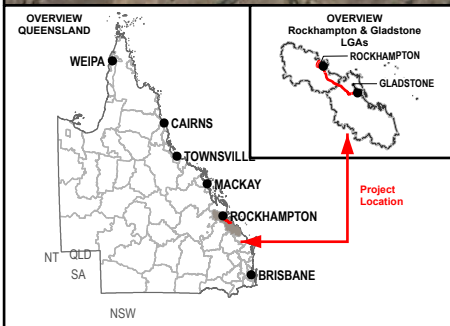 OVERVIEW
QUEENSLAND
WEIPA
CAIRNS
TOWNSVILLE
MACKAY
ROCKHAMPTON
BRISBANE
NT
QLD
SA
NSW
OVERVIEW
Rockhampton & Gladstone
LGAs
ROCKHAMPTON
GLADSTONE
Project
Location